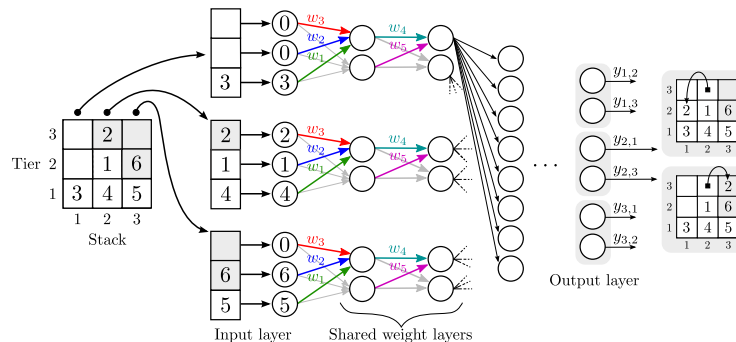 3 2
Tier 2 1 6
1 3 4 5
1 2 3
Stack
3
2
1
4
6
5
0
0
3
2
1
4
0
6
5
Input layer
w3
w2
w1
w4
w5
w3
w2
w1
w4
w5
w3
w2
w1
w4
w5
Shared weight layers
...
y1,2
y1,3
y2,1
y2,3
y3,1
y3,2
Output layer
3
2 2 1 6
1 3 4 5
1 2 3
3 2
2 1 6
1 3 4 5
1 2 3